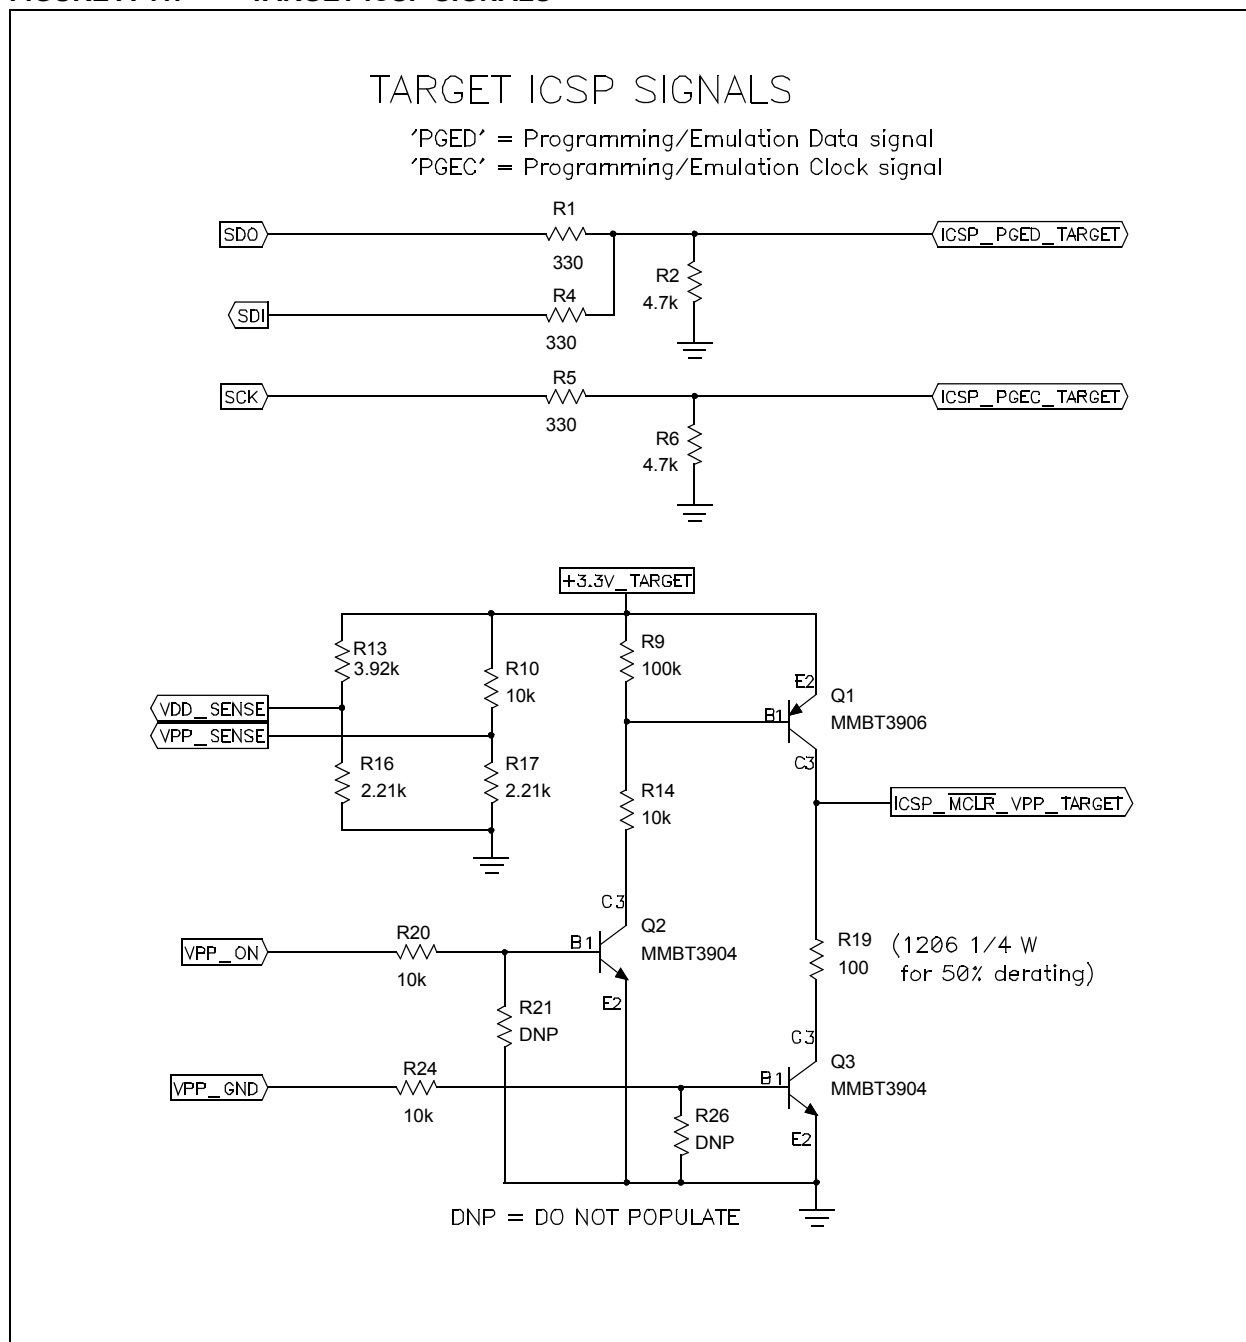 TARGET ICSP SIGNALS
'PGED' = Programming/Emulation Data signal
'PGEC' = Programming/Emulation Clock signal
SDO
R1
330
ICSP_PGED_TARGET
R2
4.7k
SDI
R4
330
SCK
R5
330
ICSP_PGEC_TARGET
R6
4.7k
+3.3V_TARGET
R13
3.92k
R10
10k
R9
100k
E2
Q1
B1
MMBT3906
C3
VDD_SENSE
VPP_SENSE
R16
2.21k
R17
2.21k
R14
10k
ICSP_MCLR_VPP_TARGET
C3
Q2
B1
MMBT3904
E2
VPP_ON
R20
10k
R21
DNP
R19
100
(1206 1/4 W
for 50% derating)
C3
Q3
B1
MMBT3904
E2
VPP_GND
R24
10k
R26
DNP
DNP = DO NOT POPULATE